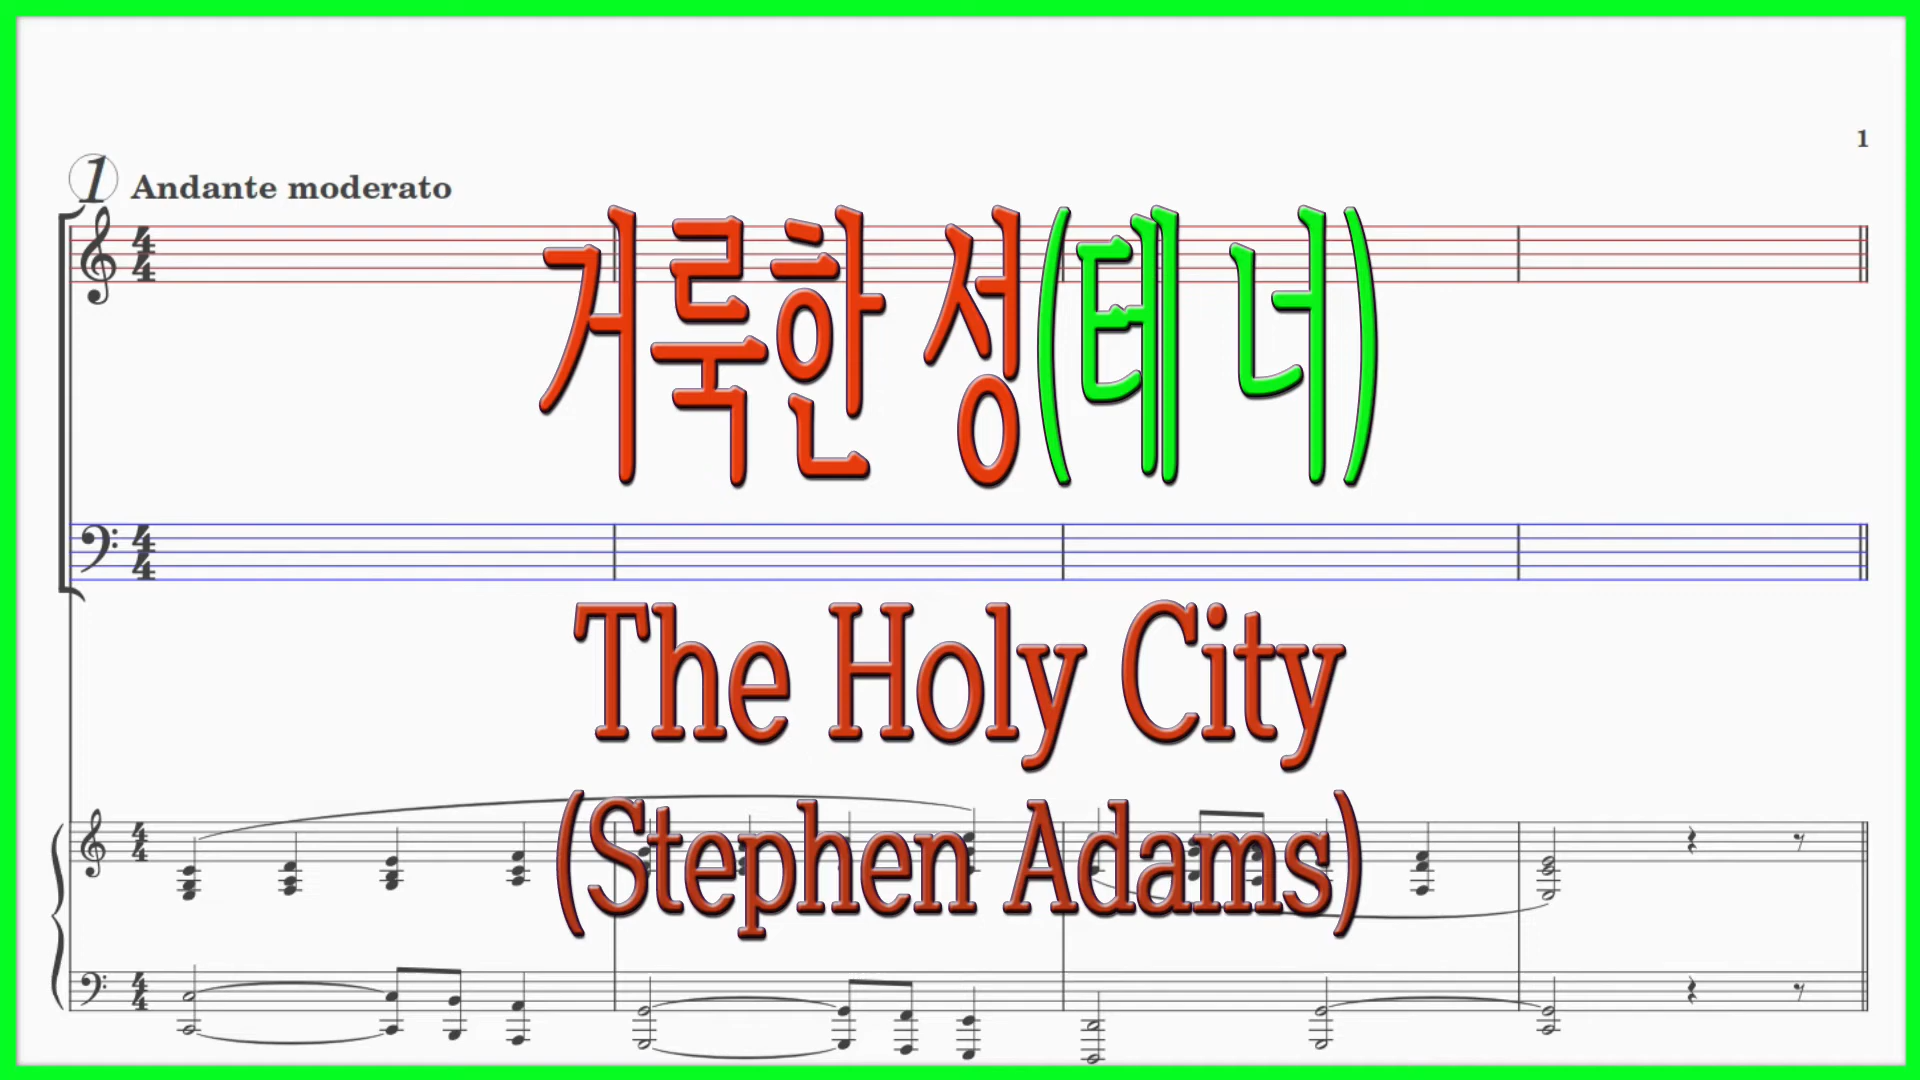 1
1 Andante moderato
거룩한 성(테 너)
The Holy City
(Stephen Adams)